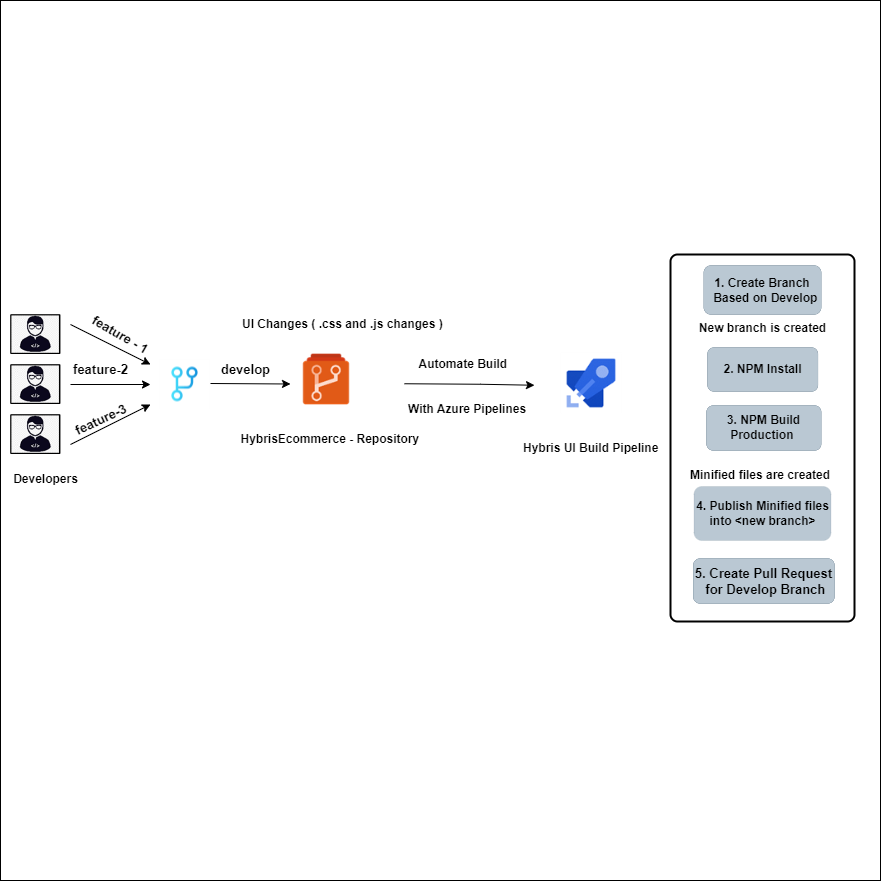 feature - 1
feature-2
feature-3
Developers
develop
UI Changes ( .css and .js changes )
HybrisEcommerce - Repository
Automate Build
With Azure Pipelines
Hybris UI Build Pipeline
1. Create Branch
Based on Develop
New branch is created
2. NPM Install
3. NPM Build
Production
Minified files are created
4. Publish Minified files
into <new branch>
5. Create Pull Request
for Develop Branch